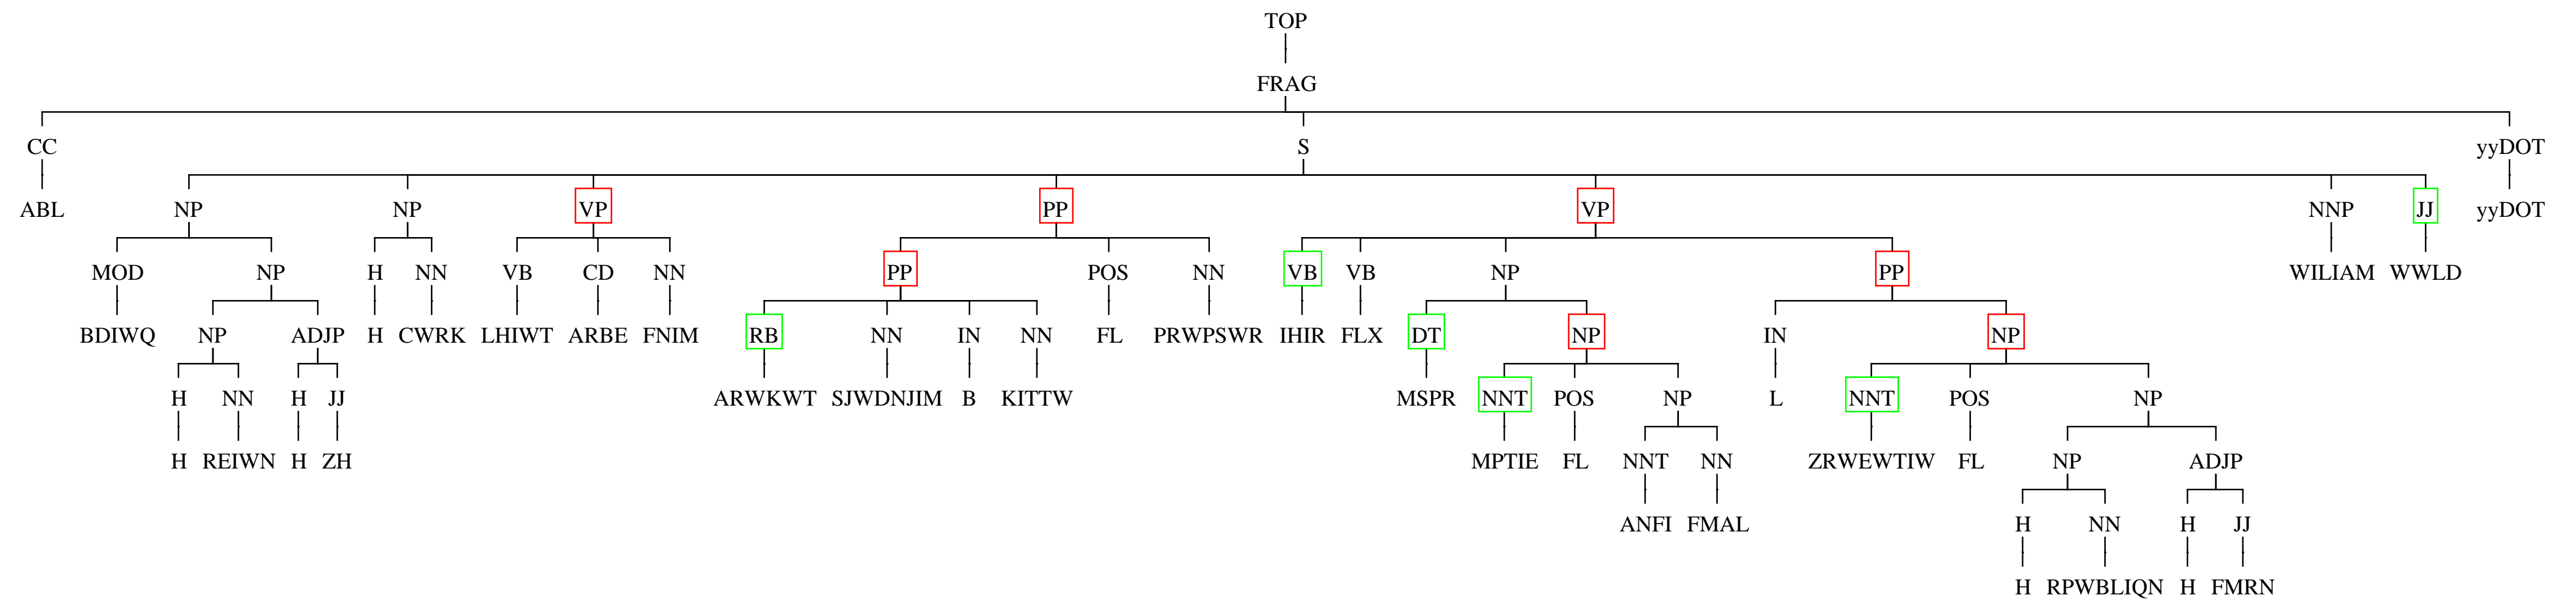 TOP
FRAG
CC S yyDOT
ABL NP NP VP PP VP NNP JJ yyDOT
MOD NP H NN VB CD NN PP POS NN VB VB NP PP WILIAM WWLD
BDIWQ NP ADJP H CWRK LHIWT ARBE FNIM RB NN IN NN FL PRWPSWR IHIR FLX DT NP IN NP
H NN H JJ ARWKWT SJWDNJIM B KITTW MSPR NNT POS NP L NNT POS NP
H REIWN H ZH MPTIE FL NNT NN ZRWEWTIW FL NP ADJP
ANFI FMAL H NN H JJ
H RPWBLIQN H FMRN